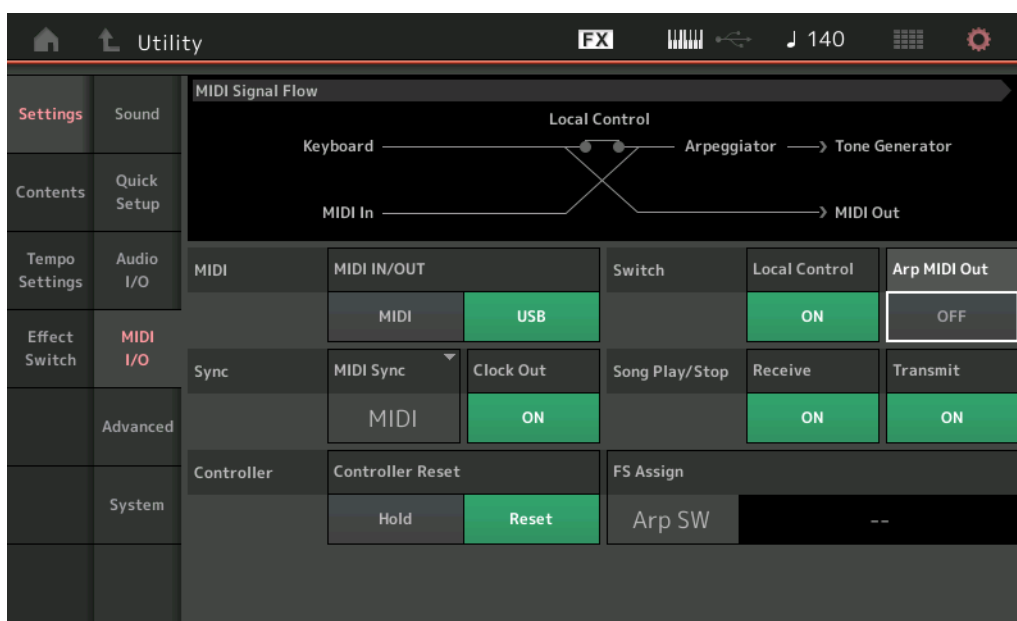 Utility
FX
140
Settings
Contents
Tempo
Settings
Effect
Switch
Sound
Quick
Setup
Audio
I/O
MIDI
I/O
Advanced
System
MIDI Signal Flow
Local Control
Keyboard
Arpeggiator
Tone Generator
MIDI In
MIDI Out
MIDI
MIDI IN/OUT
MIDI
USB
Switch
Local Control
ON
Arp MIDI Out
OFF
Sync
MIDI Sync
MIDI
Clock Out
ON
Song Play/Stop
Receive
ON
Transmit
ON
Controller
Controller Reset
Hold
Reset
FS Assign
Arp SW
--